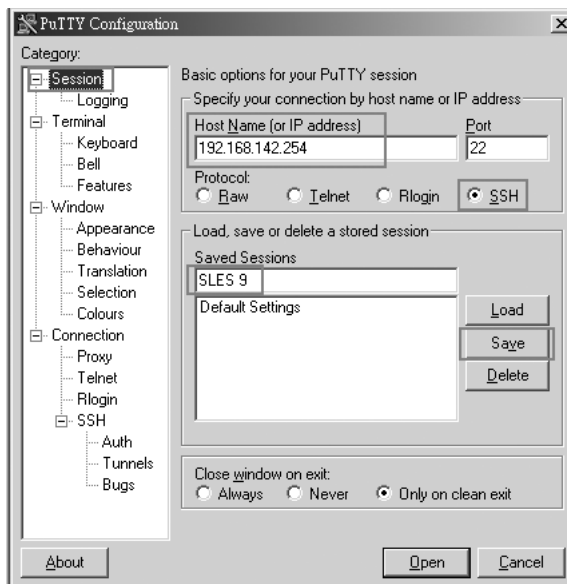 PuTTY Configuration
Category:
Session
Logging
Terminal
Keyboard
Bell
Features
Window
Appearance
Behaviour
Translation
Selection
Colours
Connection
Proxy
Telnet
Rlogin
SSH
Auth
Tunnels
Bugs
Basic options for your PuTTY session
Specify your connection by host name or IP address
Host Name (or IP address) Port
192.168.142.254 22
Protocol:
Raw Telnet Rlogin SSH
Load, save or delete a stored session
Saved Sessions
SLES 9
Default Settings
Load
Save
Delete
Close window on exit:
Always Never Only on clean exit
About Open Cancel